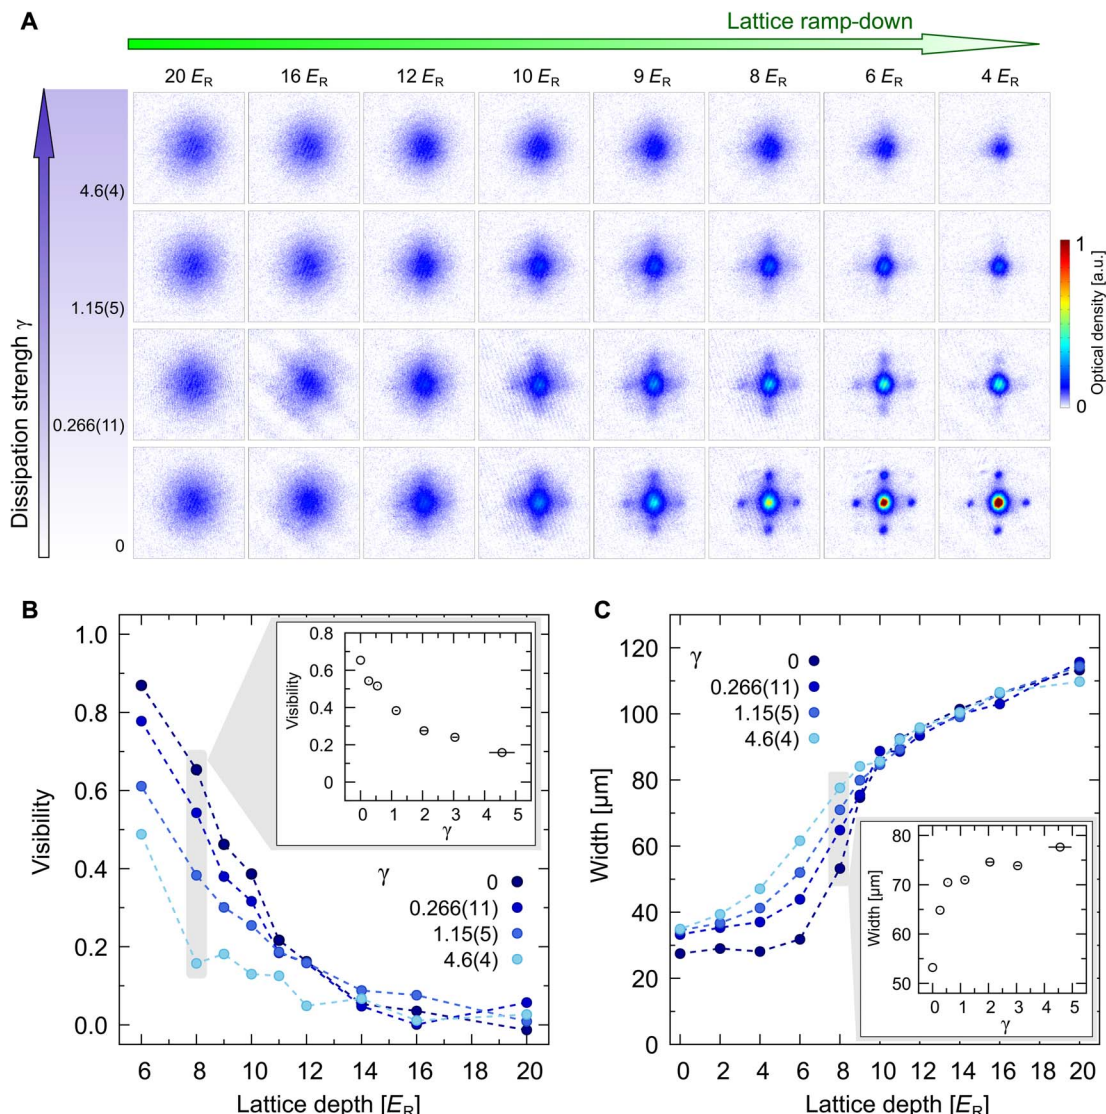 A
Lattice ramp-down
20 E_R 16 E_R 12 E_R 10 E_R 9 E_R 8 E_R 6 E_R 4 E_R
Dissipation strengh γ
4.6(4)
1.15(5)
0.266(11)
0
1
Optical density [a.u.]
0
B
Visibility
1.0
0.8
0.6
0.4
0.2
0.0
6 8 10 12 14 16 18 20
Lattice depth [E_R]
Visibility
0.8
0.6
0.4
0.2
0
0 1 2 3 4 5
γ
γ
0
0.266(11)
1.15(5)
4.6(4)
C
Width [µm]
120
100
80
60
40
20
0
0 2 4 6 8 10 12 14 16 18 20
Lattice depth [E_R]
γ
0
0.266(11)
1.15(5)
4.6(4)
Width [µm]
80
70
60
50
0 1 2 3 4 5
γ